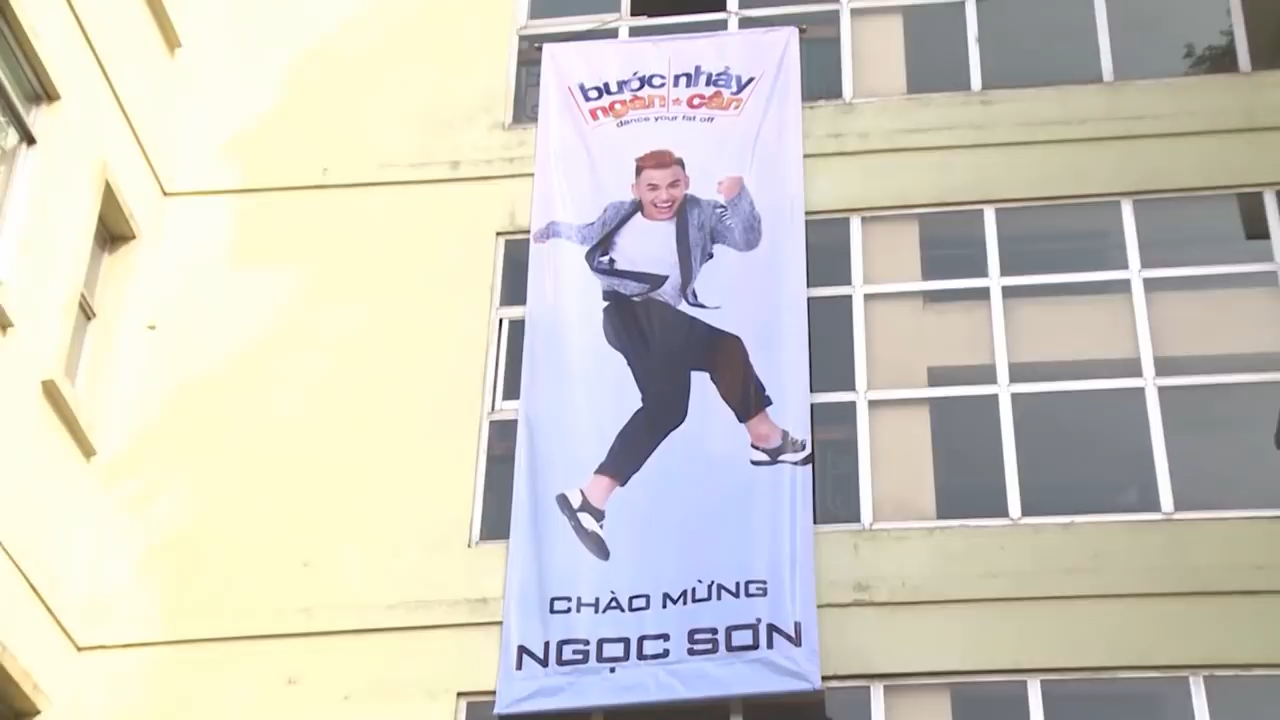 bước nhảy
ngàn cân
dance your fat off
CHÀO MỪNG
NGỌC SƠN